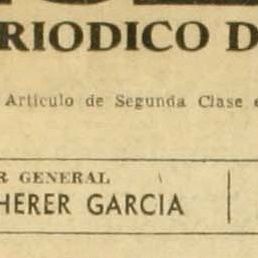 RIODICO D
Articulo de Segunda Clase
R GENERAL
HERER GARCIA